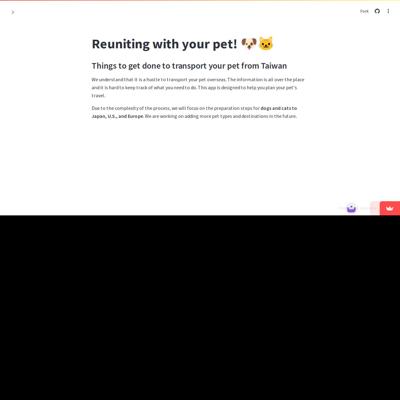 Fork
Reuniting with your pet! 🐶🐱
Things to get done to transport your pet from Taiwan
We understand that it is a hastle to transport your pet overseas. The information is all over the place
and it is hard to keep track of what you need to do. This app is designed to help you plan your pet's
travel.
Due to the complexity of the process, we will focus on the preparation steps for dogs and cats to
Japan, U.S., and Europe. We are working on adding more pet types and destinations in the future.